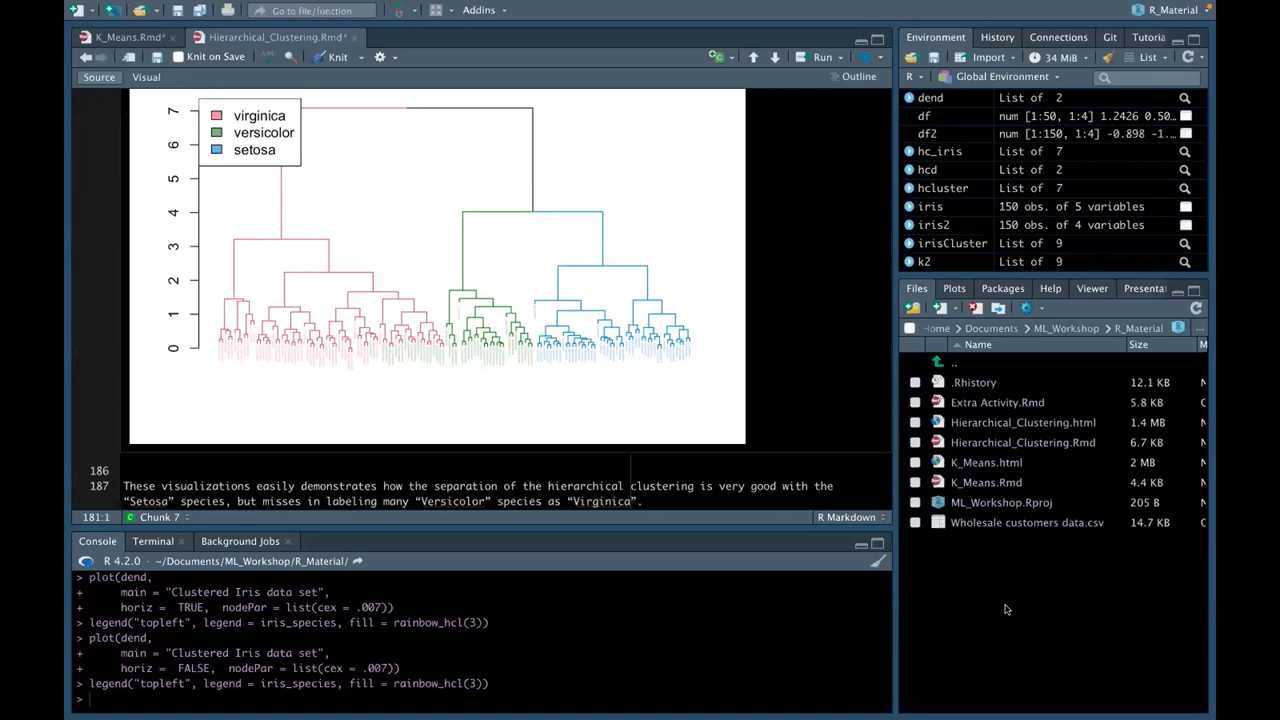 Go to file/function
Addins
R_Material
K_Means.Rmd*
Hierarchical_Clustering.Rmd*
Knit on Save
Knit
Run
Source
Visual
Outline
virginica
versicolor
setosa
7
6
5
4
3
2
1
0
186
187
These visualizations easily demonstrates how the separation of the hierarchical clustering is very good with the
“Setosa” species, but misses in labeling many “Versicolor” species as “Virginica”.
181:1
Chunk 7
R Markdown
Console
Terminal
Background Jobs
R 4.2.0 · ~/Documents/ML_Workshop/R_Material/
> plot(dend,
+ main = "Clustered Iris data set",
+ horiz = TRUE, nodePar = list(cex = .007))
> legend("topleft", legend = iris_species, fill = rainbow_hcl(3))
> plot(dend,
+ main = "Clustered Iris data set",
+ horiz = FALSE, nodePar = list(cex = .007))
> legend("topleft", legend = iris_species, fill = rainbow_hcl(3))
>
Environment
History
Connections
Git
Tutoria
Import
34 MiB
List
R
Global Environment
dend List of 2
df num [1:50, 1:4] 1.2426 0.50...
df2 num [1:150, 1:4] -0.898 -1...
hc_iris List of 7
hcd List of 2
hcluster List of 7
iris 150 obs. of 5 variables
iris2 150 obs. of 4 variables
irisCluster List of 9
k2 List of 9
Files
Plots
Packages
Help
Viewer
Presenta
Home
Documents
ML_Workshop
R_Material
...
Name Size
..
.Rhistory 12.1 KB
Extra Activity.Rmd 5.8 KB
Hierarchical_Clustering.html 1.4 MB
Hierarchical_Clustering.Rmd 6.7 KB
K_Means.html 2 MB
K_Means.Rmd 4.4 KB
ML_Workshop.Rproj 205 B
Wholesale customers data.csv 14.7 KB